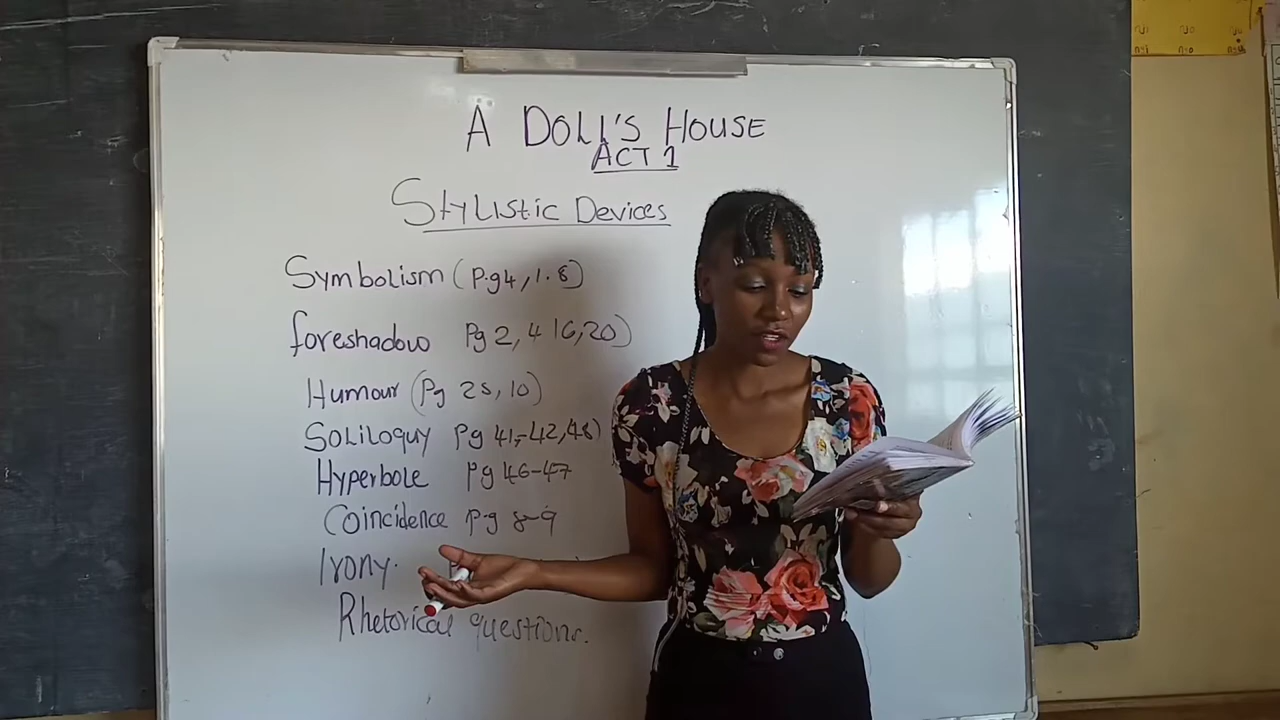 A DOLL'S HOUSE
ACT 1
Stylistic Devices
Symbolism (p.g4, 1.8)
foreshadow Pg 2, 4 16,20)
Humour (Pg 25, 10)
Soliloquy Pg 41-42,48)
Hyperbole Pg 46-47
Coincidence p.g 8-9
Irony.
Rhetorical questions.